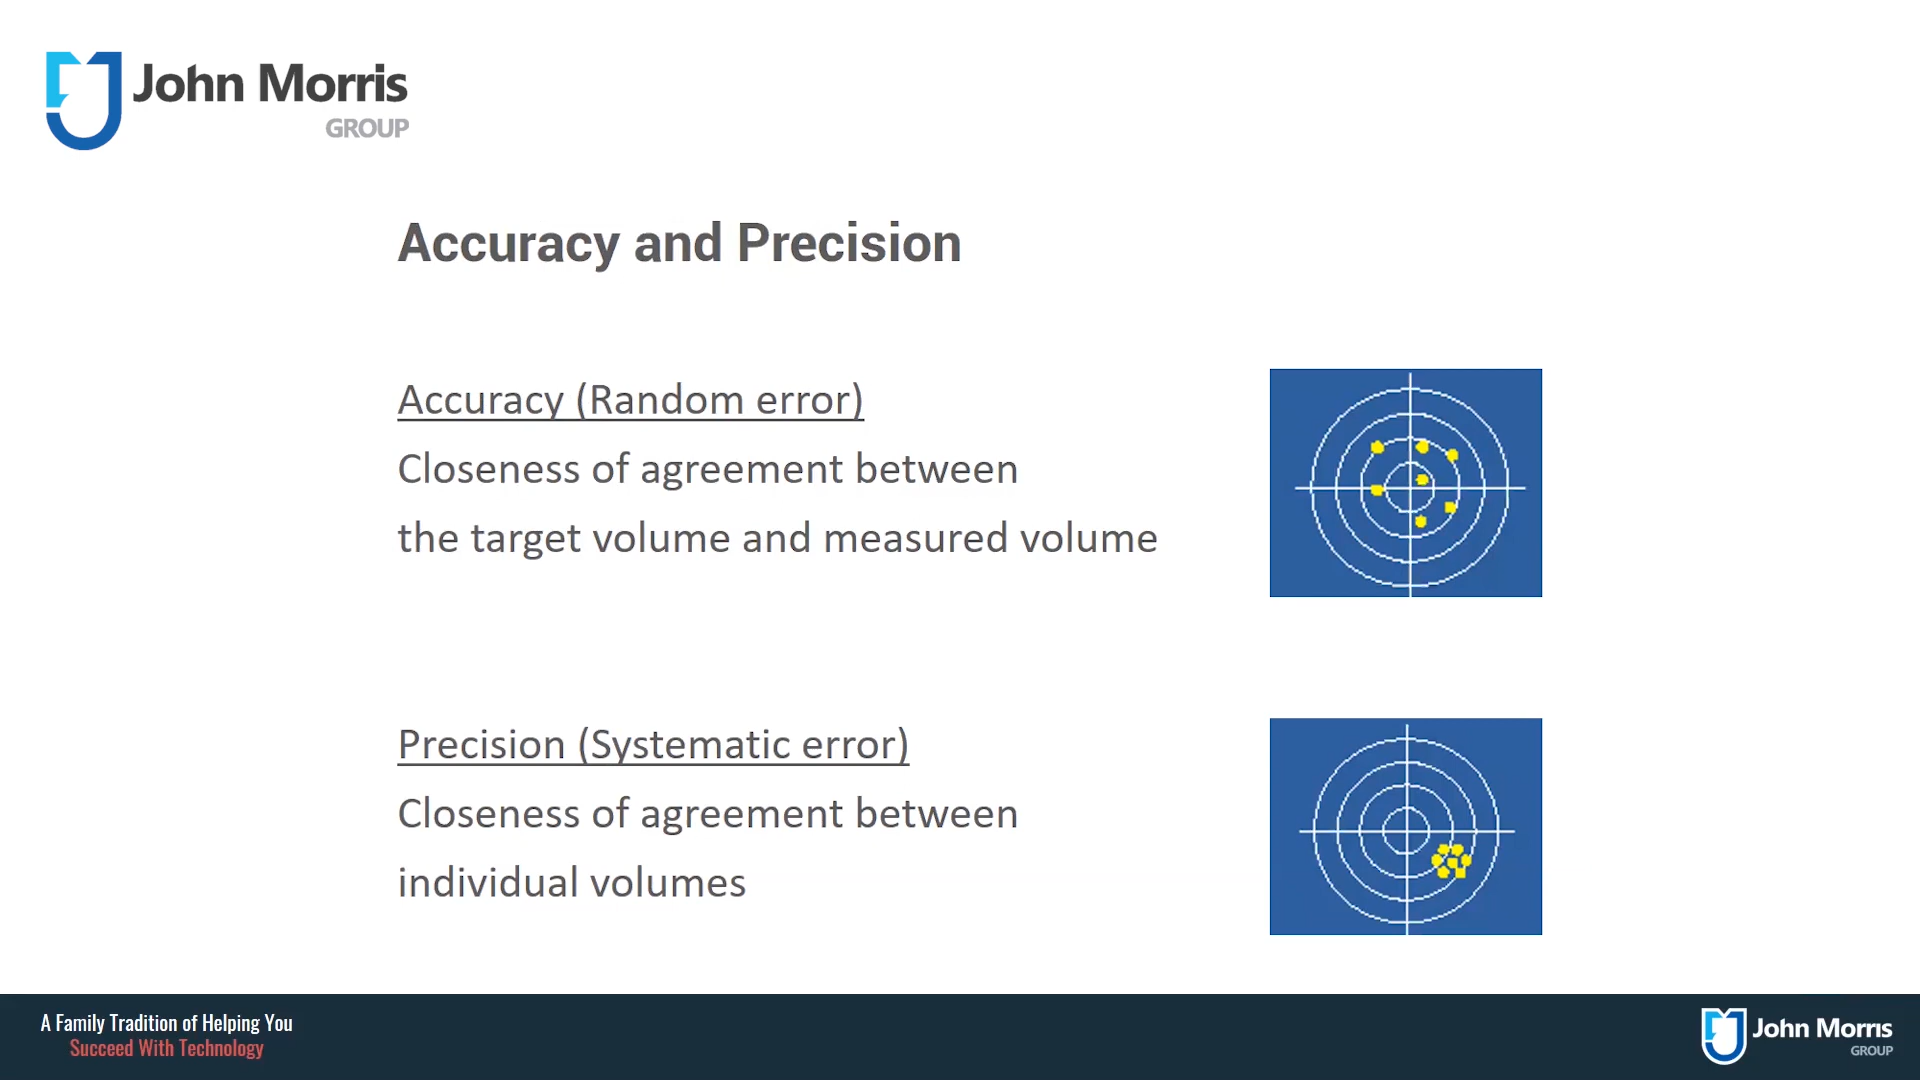 John Morris
GROUP
Accuracy and Precision
Accuracy (Random error)
Closeness of agreement between
the target volume and measured volume
Precision (Systematic error)
Closeness of agreement between
individual volumes
A Family Tradition of Helping You
Succeed With Technology
John Morris
GROUP